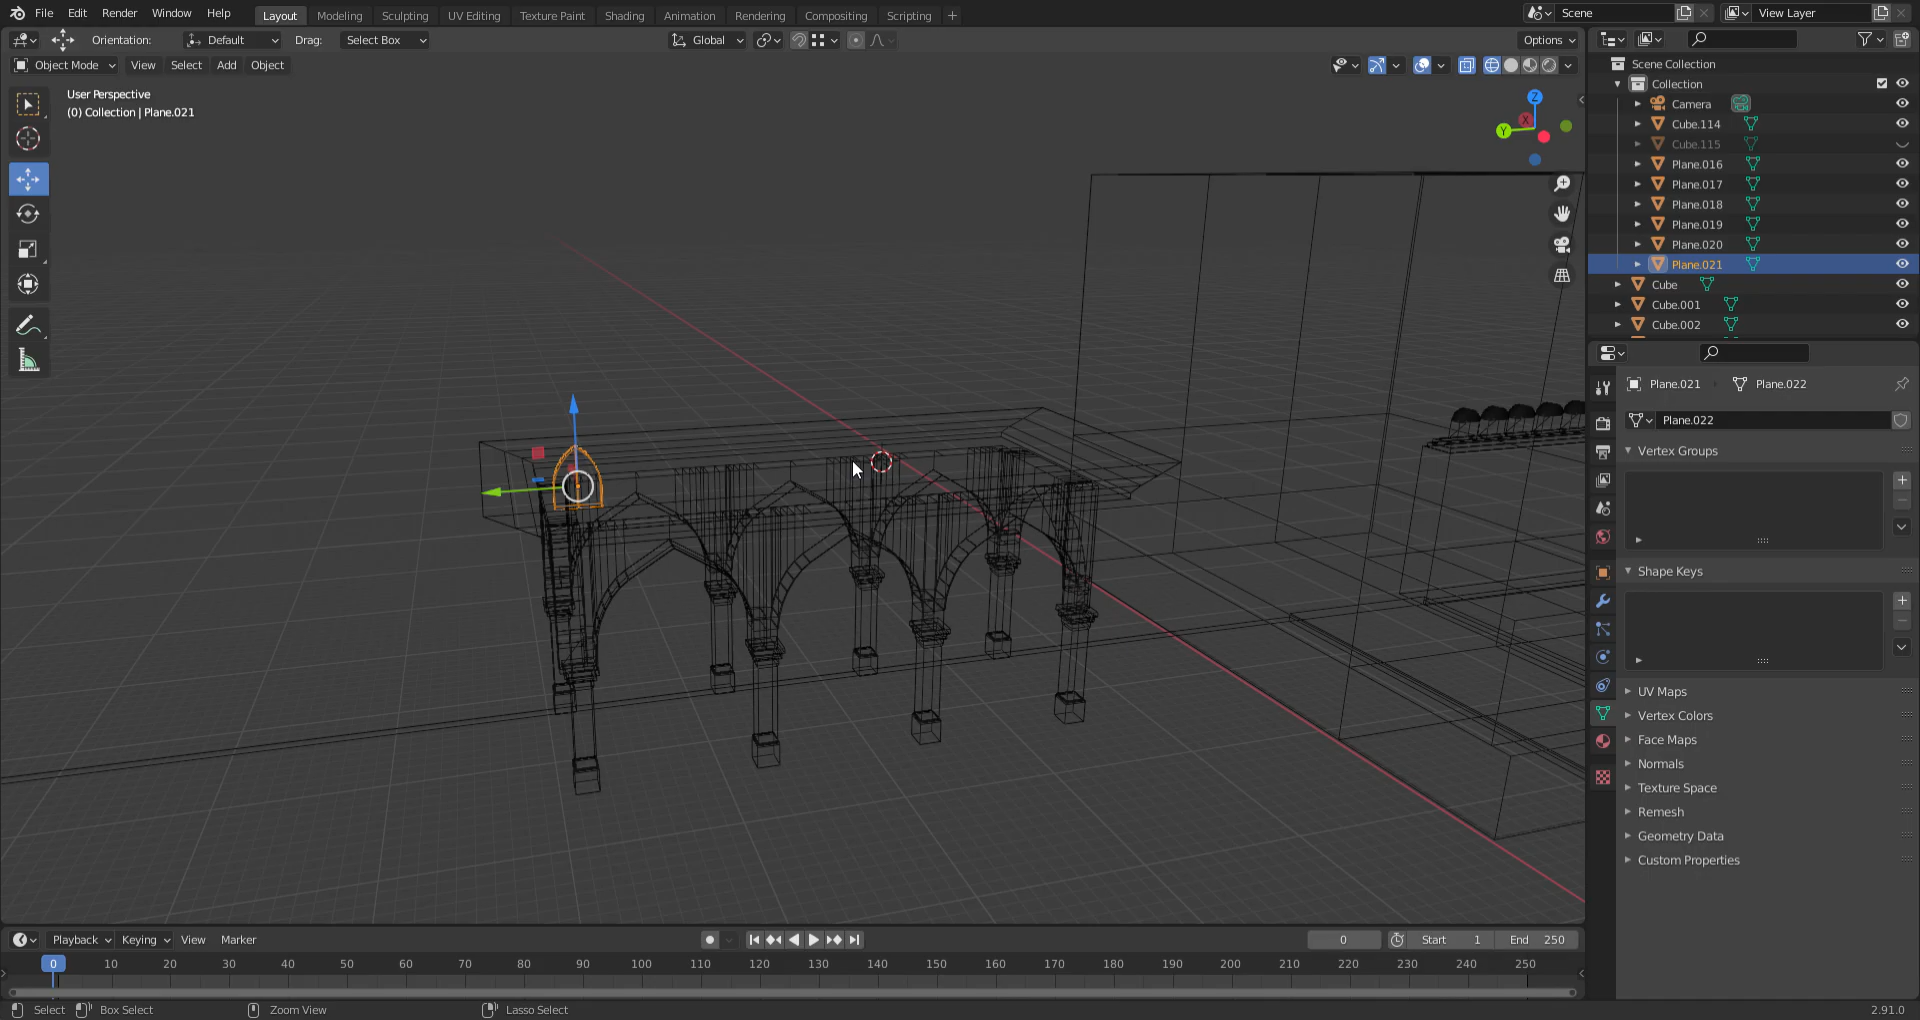 File Edit Render Window Help Layout Modeling Sculpting UV Editing Texture Paint Shading Animation Rendering Compositing Scripting + Scene View Layer
Orientation: Default Drag: Select Box Global Options
Object Mode View Select Add Object
User Perspective
(0) Collection | Plane.021
Z
Y
X
Scene Collection
Collection
Camera
Cube.114
Cube.115
Plane.016
Plane.017
Plane.018
Plane.019
Plane.020
Plane.021
Cube
Cube.001
Cube.002
Plane.021 Plane.022
Plane.022
Vertex Groups
Shape Keys
UV Maps
Vertex Colors
Face Maps
Normals
Texture Space
Remesh
Geometry Data
Custom Properties
Playback Keying View Marker 0 Start 1 End 250
0 10 20 30 40 50 60 70 80 90 100 110 120 130 140 150 160 170 180 190 200 210 220 230 240 250
Select Box Select Zoom View Lasso Select 2.91.0